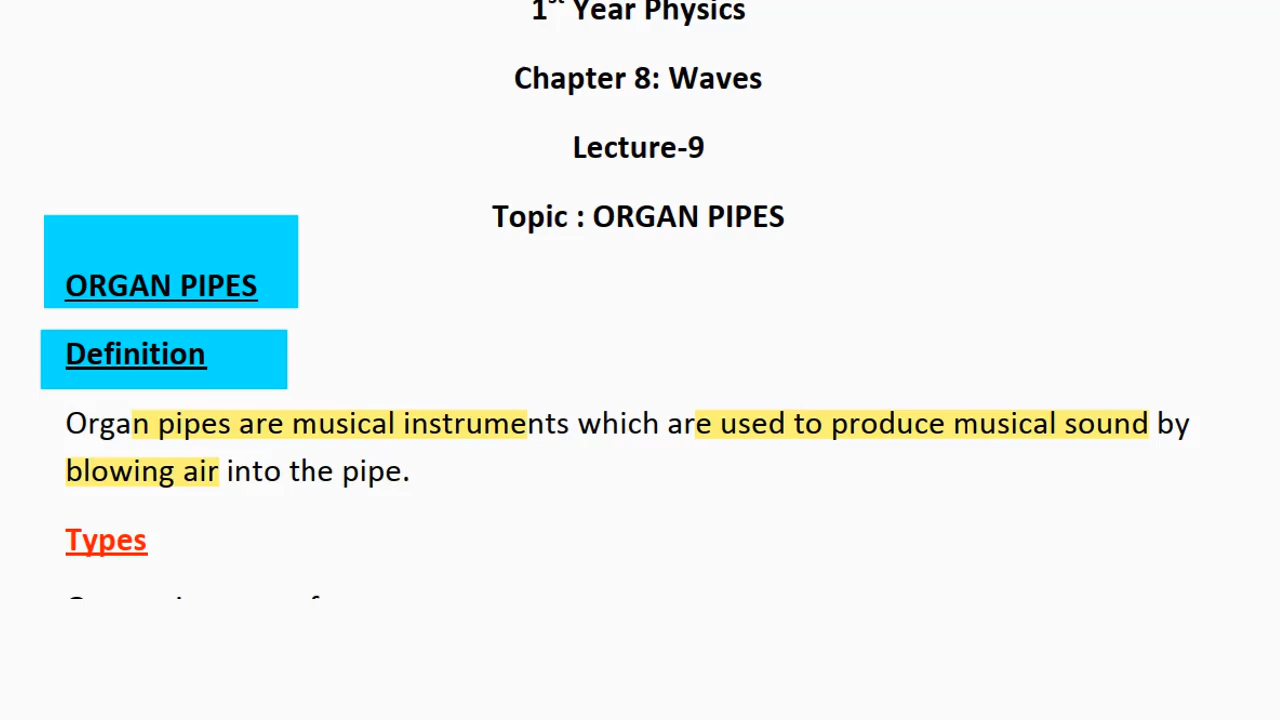 1st Year Physics
Chapter 8: Waves
Lecture-9
Topic : ORGAN PIPES
ORGAN PIPES
Definition
Organ pipes are musical instruments which are used to produce musical sound by
blowing air into the pipe.
Types